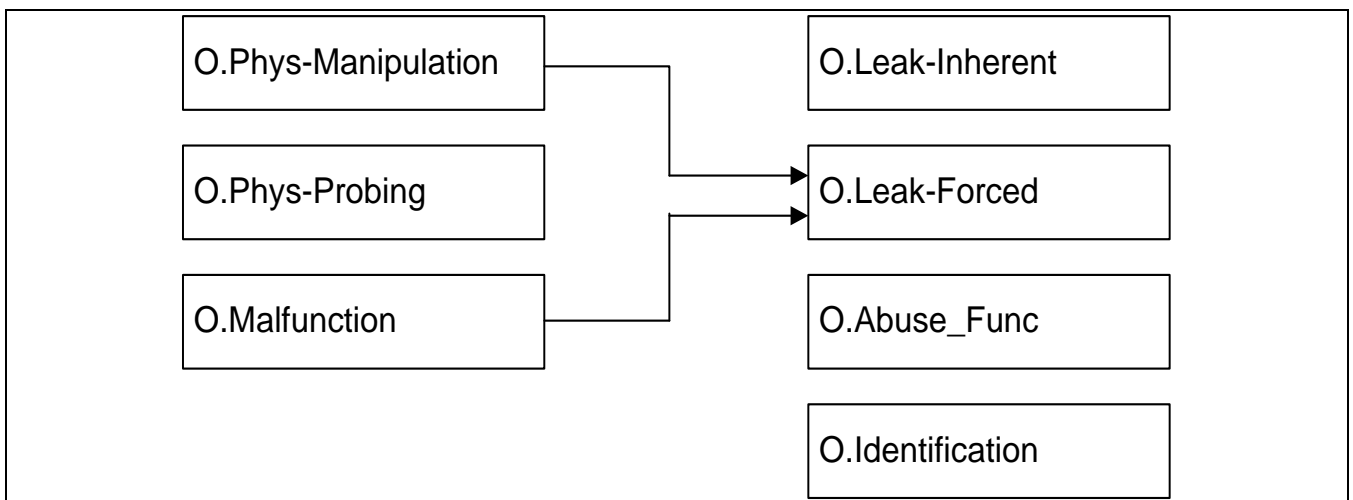 O.Phys-Manipulation
O.Leak-Inherent
O.Phys-Probing
O.Leak-Forced
O.Malfunction
O.Abuse_Func
O.Identification